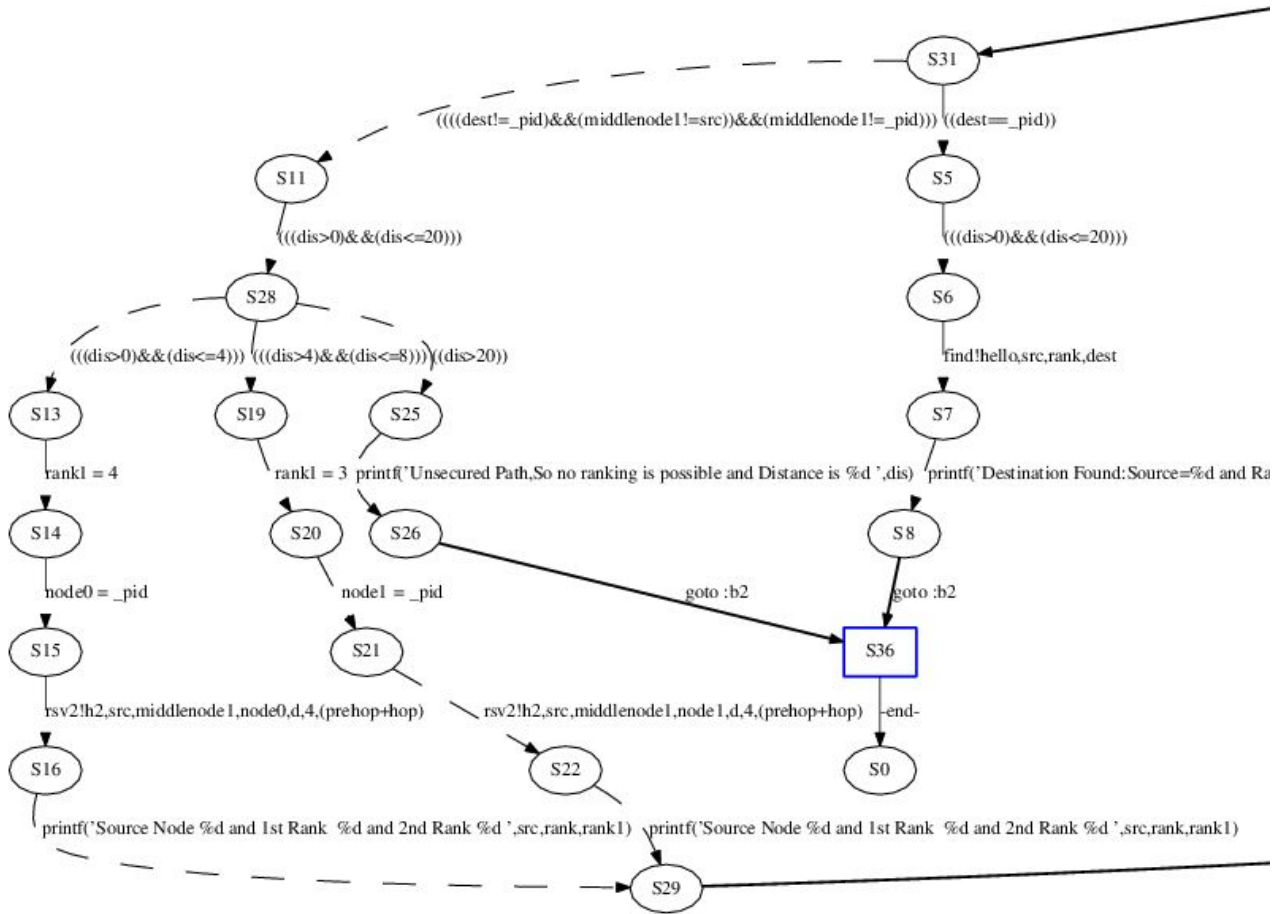 S31
((((dest!=_pid)&&(middlenode1!=src))&&(middlenode1!=_pid))) ((dest==_pid))
S11 S5
(((dis>0)&&(dis<=20))) (((dis>0)&&(dis<=20)))
S28 S6
(((dis>0)&&(dis<=4))) (((dis>4)&&(dis<=8))) ((dis>20)) find!hello,src,rank,dest
S13 S19 S25 S7
rank1 = 4 rank1 = 3 printf('Unsecured Path,So no ranking is possible and Distance is %d ',dis) printf('Destination Found:Source=%d and Ra
S14 S20 S26 S8
node0 = _pid node1 = _pid goto :b2 goto :b2
S15 S21 S36
rsv2!h2,src,middlenode1,node0,d,4,(prehop+hop) rsv2!h2,src,middlenode1,node1,d,4,(prehop+hop) -end-
S16 S22 S0
printf('Source Node %d and 1st Rank  %d and 2nd Rank %d ',src,rank,rank1) printf('Source Node %d and 1st Rank  %d and 2nd Rank %d ',src,rank,rank1)
S29